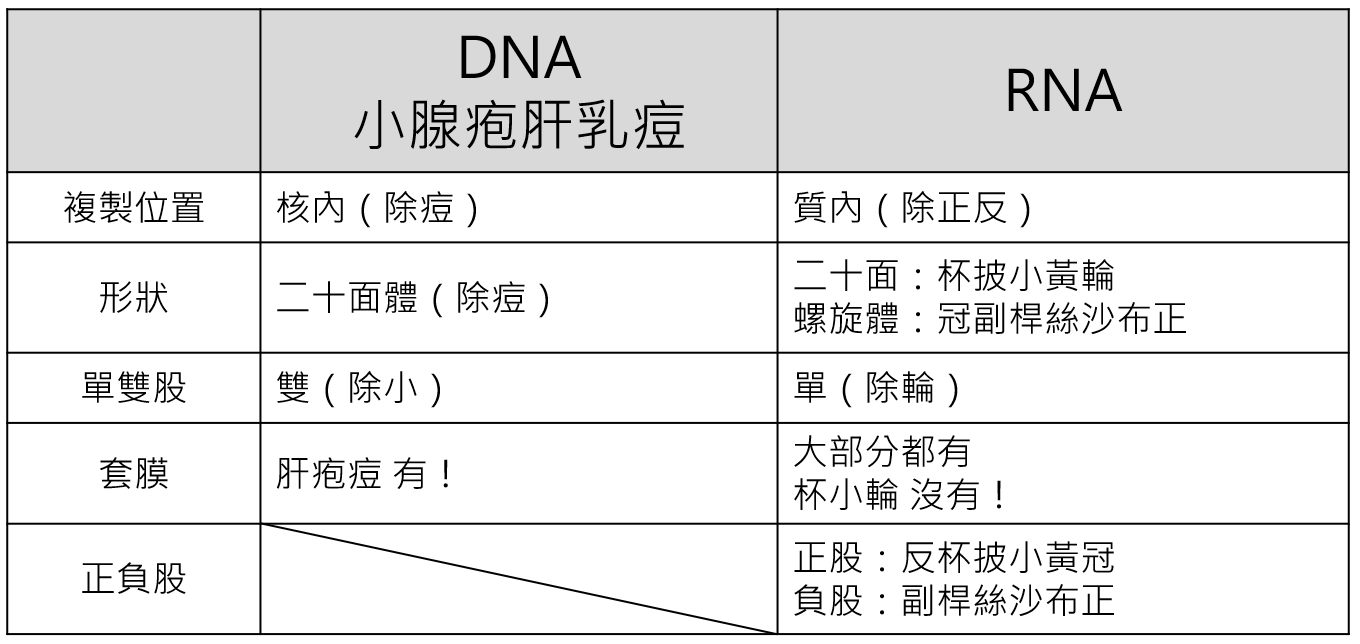 DNA
小腺疱肝乳痘
RNA
複製位置
核內（除痘）
質內（除正反）
形狀
二十面體（除痘）
二十面：杯披小黃輪
螺旋體：冠副桿絲沙布正
單雙股
雙（除小）
單（除輪）
套膜
肝疱痘 有！
大部分都有
杯小輪 沒有！
正負股
正股：反杯披小黃冠
負股：副桿絲沙布正